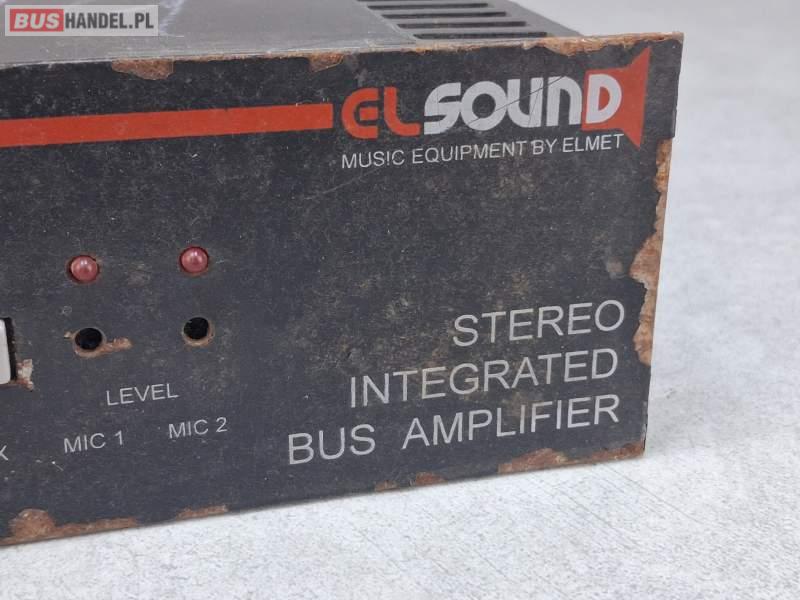 BUSHANDEL.PL
ELSOUND
MUSIC EQUIPMENT BY ELMET
STEREO
INTEGRATED
BUS AMPLIFIER
LEVEL
X MIC 1 MIC 2